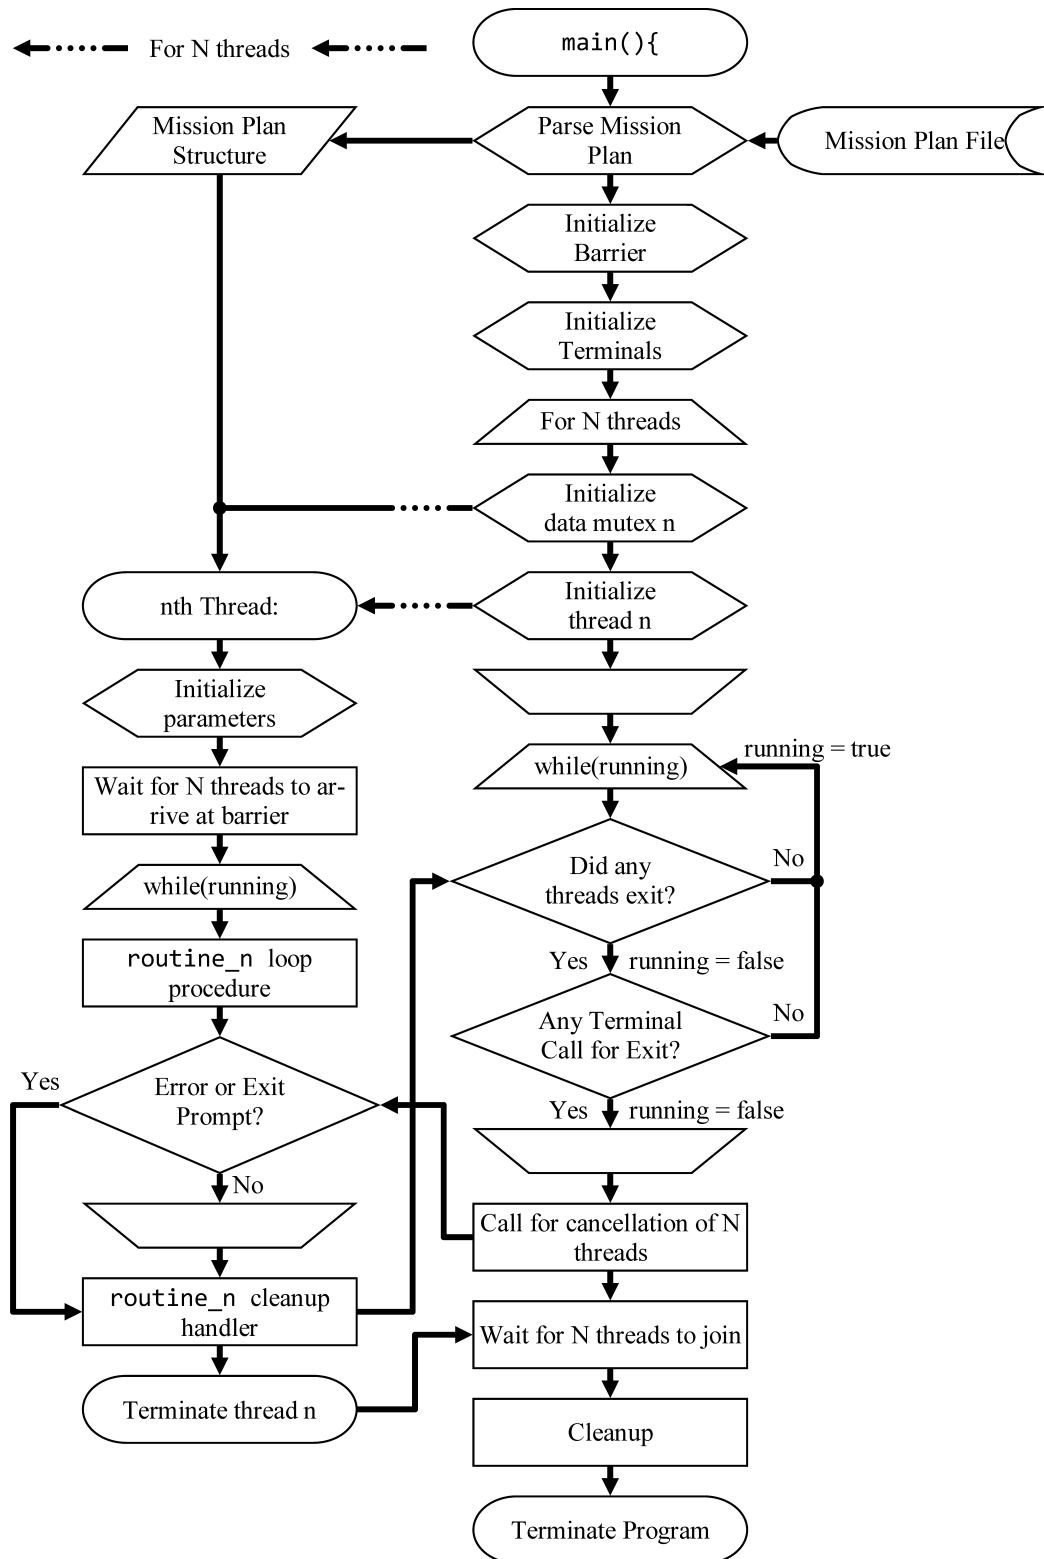 For N threads
main(){
Mission Plan
Structure
Parse Mission
Plan
Mission Plan File
Initialize
Barrier
Initialize
Terminals
For N threads
Initialize
data mutex n
nth Thread:
Initialize
thread n
Initialize
parameters
running = true
while(running)
Wait for N threads to ar-
rive at barrier
Did any
threads exit?
No
while(running)
Yes
running = false
routine_n loop
procedure
Any Terminal
Call for Exit?
No
Yes
Error or Exit
Prompt?
Yes
running = false
No
Call for cancellation of N
threads
routine_n cleanup
handler
Wait for N threads to join
Terminate thread n
Cleanup
Terminate Program